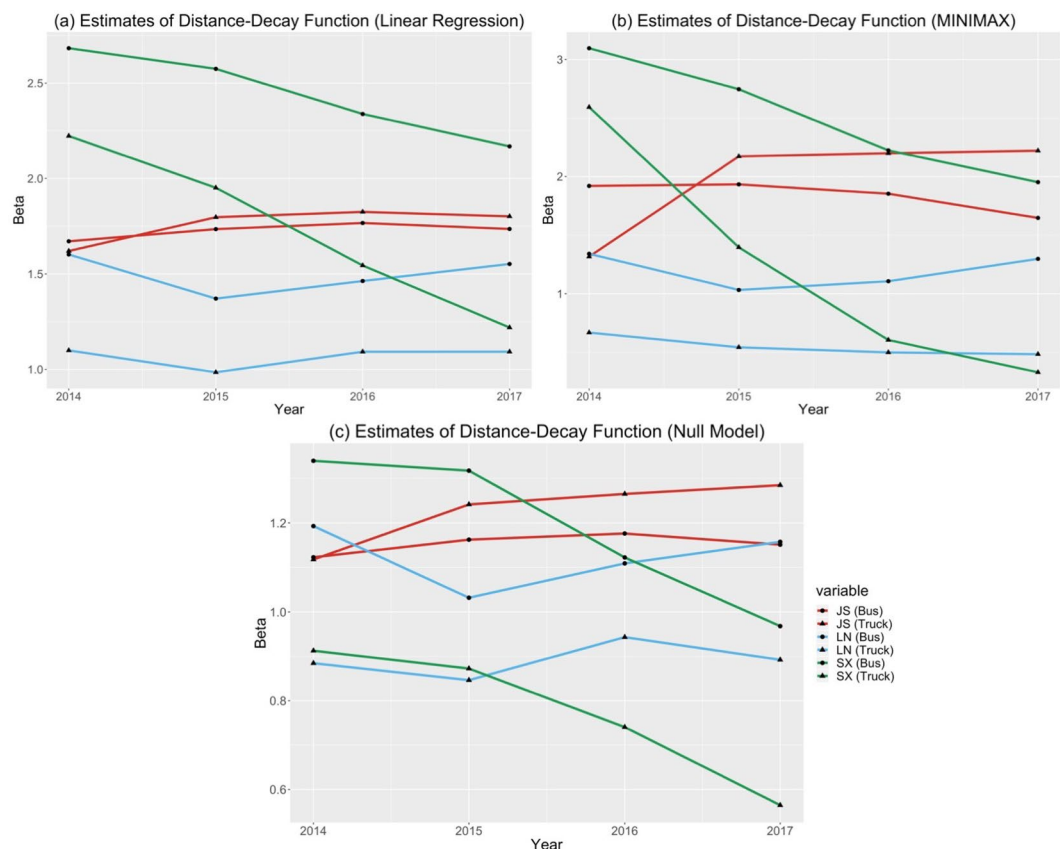 (a) Estimates of Distance-Decay Function (Linear Regression)
2.5
2.0
1.5
1.0
Beta
2014 2015 2016 2017
Year
(b) Estimates of Distance-Decay Function (MINIMAX)
3
2
1
Beta
2014 2015 2016 2017
Year
(c) Estimates of Distance-Decay Function (Null Model)
1.2
1.0
0.8
0.6
Beta
2014 2015 2016 2017
Year
variable
JS (Bus)
JS (Truck)
LN (Bus)
LN (Truck)
SX (Bus)
SX (Truck)